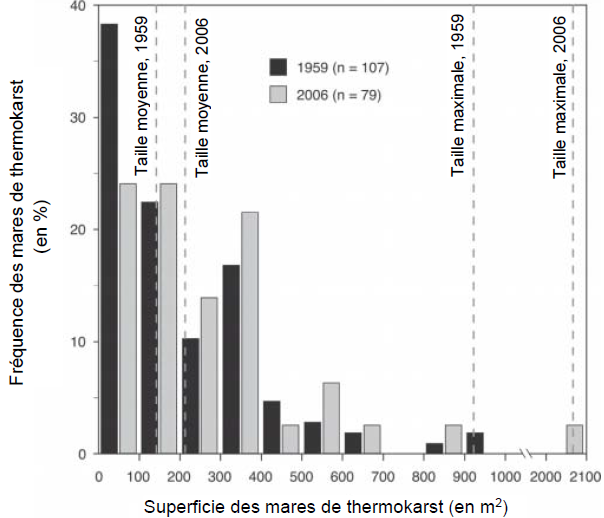 Fréquence des mares de thermokarst
(en %)
40
30
20
10
0
Taille moyenne, 1959
Taille moyenne, 2006
1959 (n = 107)
2006 (n = 79)
Taille maximale, 1959
Taille maximale, 2006
0 100 200 300 400 500 600 700 800 900 1000 2000 2100
Superficie des mares de thermokarst (en m²)